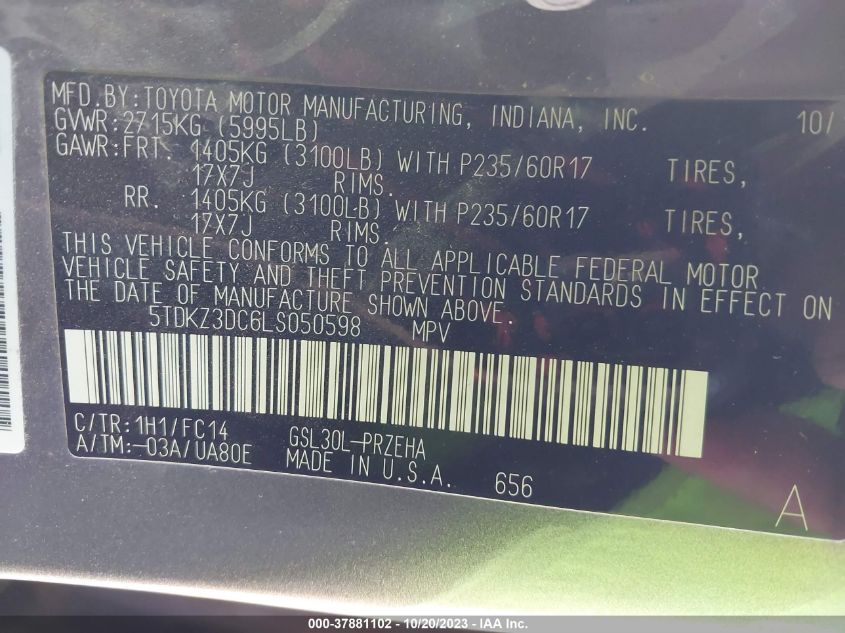 MFD.BY:TOYOTA MOTOR MANUFACTURING, INDIANA, INC. 10/
GVWR:2715KG (5995LB)
GAWR:FRT. 1405KG (3100LB) WITH P235/60R17 TIRES,
17X7J RIMS.
RR. 1405KG (3100LB) WITH P235/60R17 TIRES,
17X7J RIMS.
THIS VEHICLE CONFORMS TO ALL APPLICABLE FEDERAL MOTOR
VEHICLE SAFETY AND THEFT PREVENTION STANDARDS IN EFFECT ON
THE DATE OF MANUFACTURE SHOWN ABOVE.
5TDKZ3DC6LS050598 MPV
C/TR:1H1/FC14 GSL30L-PRZEHA
A/TM:-03A/UA80E MADE IN U.S.A. 656
A
000-37881102 - 10/20/2023 - IAA Inc.